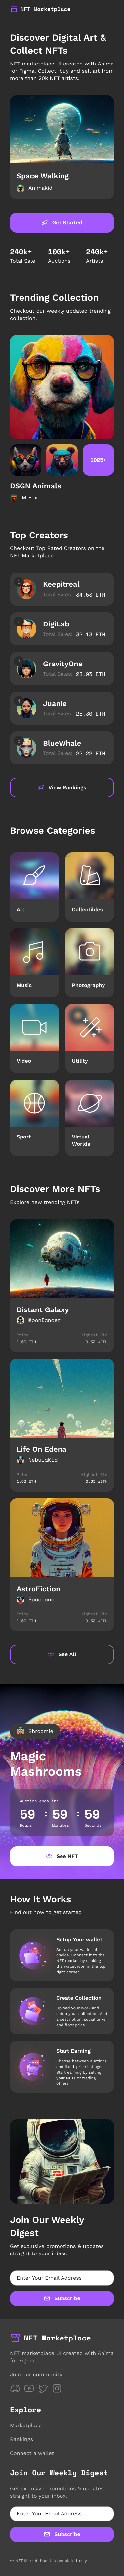 NFT Marketplace
Discover Digital Art &
Collect NFTs
NFT marketplace UI created with Anima
for Figma. Collect, buy and sell art from
more than 20k NFT artists.
Space Walking
Animakid
Get Started
240k+
100k+
240k+
Total Sale
Auctions
Artists
Trending Collection
Checkout our weekly updated trending
collection.
1025+
DSGN Animals
MrFox
Top Creators
Checkout Top Rated Creators on the
NFT Marketplace
Keepitreal
Total Sales: 34.53 ETH
DigiLab
Total Sales: 32.13 ETH
GravityOne
Total Sales: 28.03 ETH
Juanie
Total Sales: 25.39 ETH
BlueWhale
Total Sales: 22.22 ETH
View Rankings
Browse Categories
Art
Collectibles
Music
Photography
Video
Utility
Sport
Virtual
Worlds
Discover More NFTs
Explore new trending NFTs
Distant Galaxy
MoonDancer
Price
Highest Bid
1.63 ETH
0.33 wETH
Life On Edena
NebulaKid
Price
Highest Bid
1.63 ETH
0.33 wETH
AstroFiction
Spaceone
Price
Highest Bid
1.63 ETH
0.33 wETH
See All
Shroomie
Magic
Mashrooms
Auction ends in:
59 : 59 : 59
Hours
Minutes
Seconds
See NFT
How It Works
Find out how to get started
Setup Your wallet
Set up your wallet of
choice. Connect it to the
NFT market by clicking
the wallet icon in the top
right corner.
Create Collection
Upload your work and
setup your collection. Add
a description, social links
and floor price.
Start Earning
Choose between auctions
and fixed-price listings.
Start earning by selling
your NFTs or trading
others.
Join Our Weekly
Digest
Get exclusive promotions & updates
straight to your inbox.
Enter Your Email Address
Subscribe
NFT Marketplace
NFT marketplace UI created with Anima
for Figma.
Join our community
Explore
Marketplace
Rankings
Connect a wallet
Join Our Weekly Digest
Get exclusive promotions & updates
straight to your inbox.
Enter Your Email Address
Subscribe
Ⓒ NFT Market. Use this template freely.